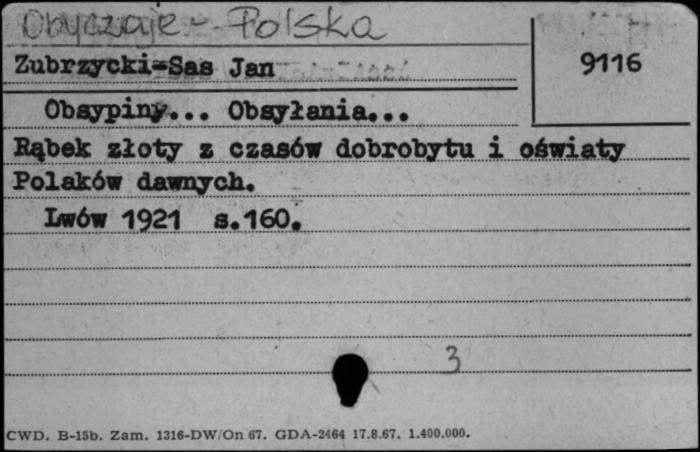 Obyczaje - Polska
Zubrzycki=Sas Jan
9116
Obsypiny... Obsyłania...
Rąbek złoty z czasów dobrobytu i oświaty
Polaków dawnych.
Lwów 1921 s.160.
3
CWD. B-15b. Zam. 1316-DW/On 67. GDA-2464 17.8.67. 1.400.000.